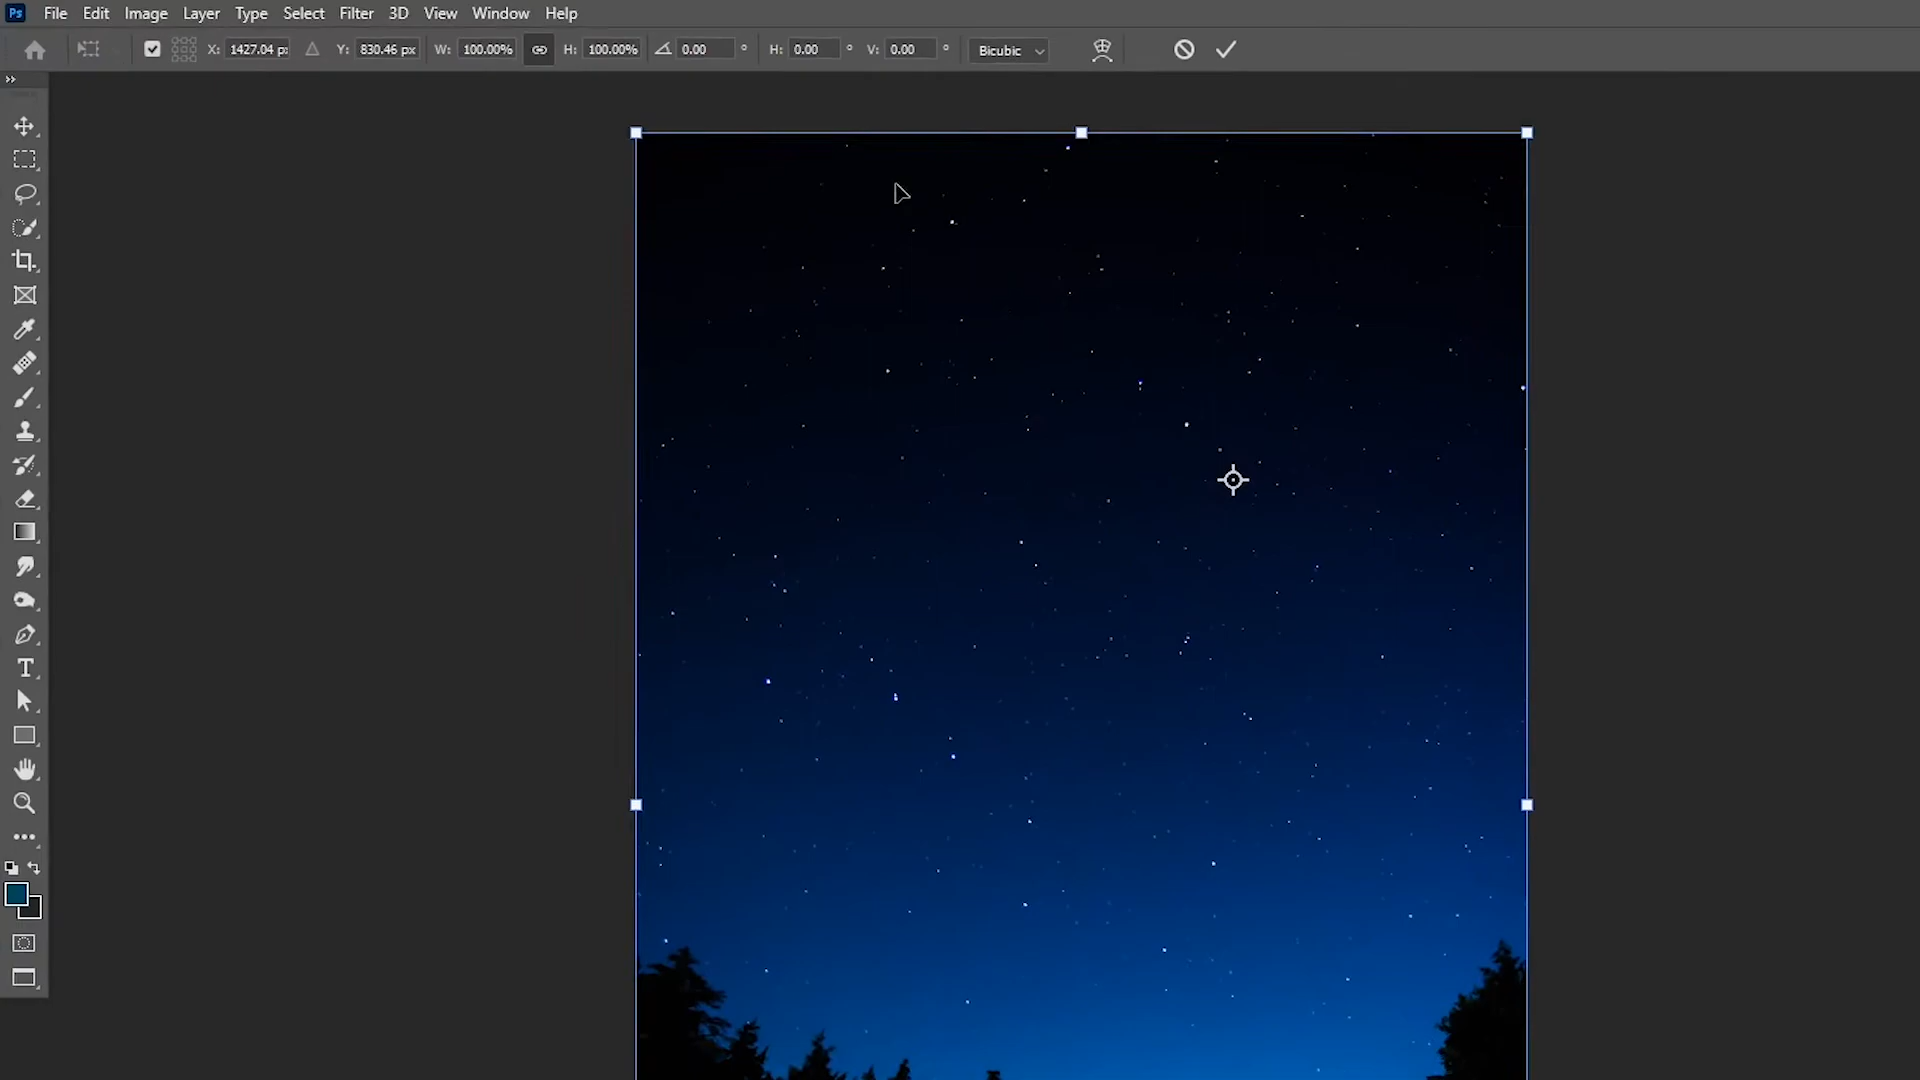 Ps File Edit Image Layer Type Select Filter 3D View Window Help
X: 1427.04 p Y: 830.46 px W: 100.00% H: 100.00% 0.00 ° H: 0.00 ° V: 0.00 ° Bicubic
T